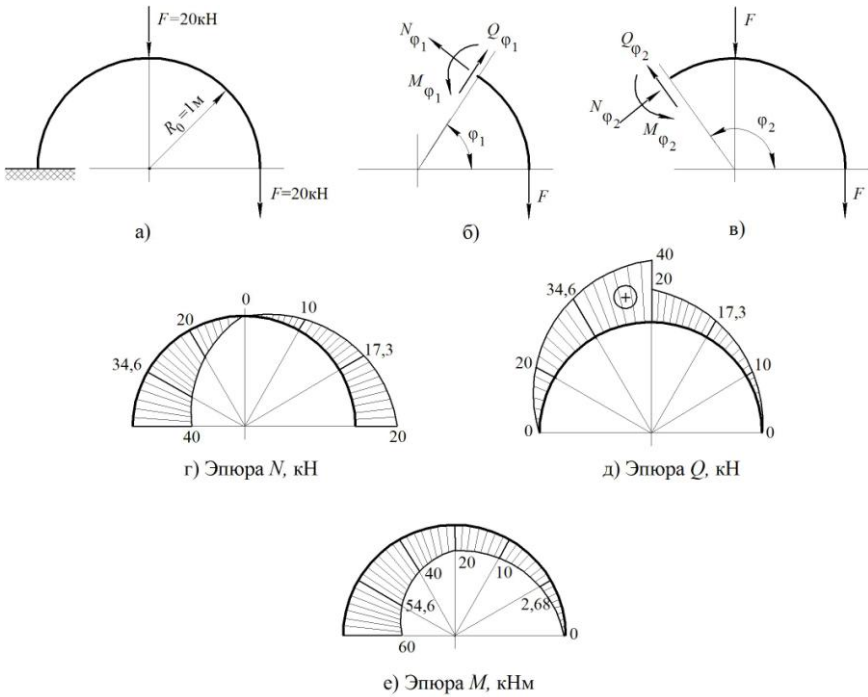 F=20кН
R₀=1м
F=20кН
а)
Nφ₁
Qφ₁
Mφ₁
φ₁
F
б)
F
Qφ₂
Nφ₂
Mφ₂
φ₂
F
в)
0
20
10
34,6
17,3
40
20
г) Эпюра N, кН
40
34,6
20
+
17,3
20
10
0
0
д) Эпюра Q, кН
40
20
10
54,6
2,68
60
0
е) Эпюра M, кНм